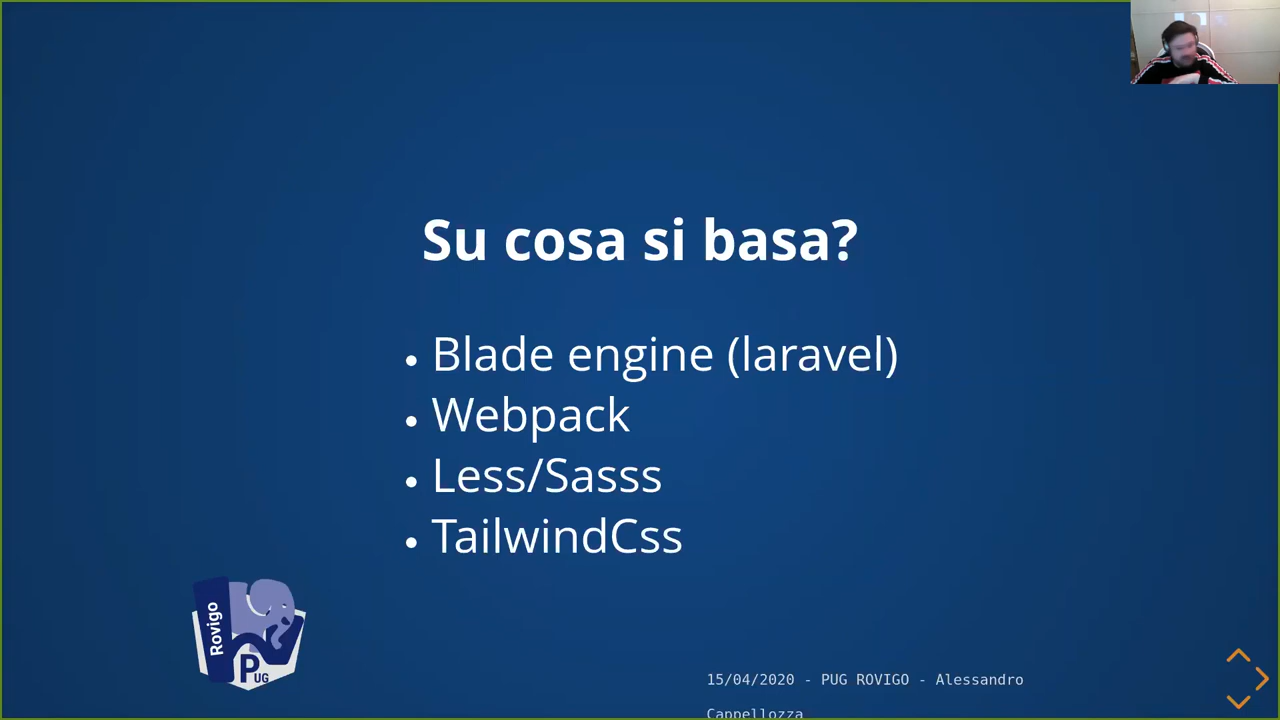 Su cosa si basa?
Blade engine (laravel)
Webpack
Less/Sasss
TailwindCss
Rovigo
PUG
15/04/2020 - PUG ROVIGO - Alessandro
Cappellozza